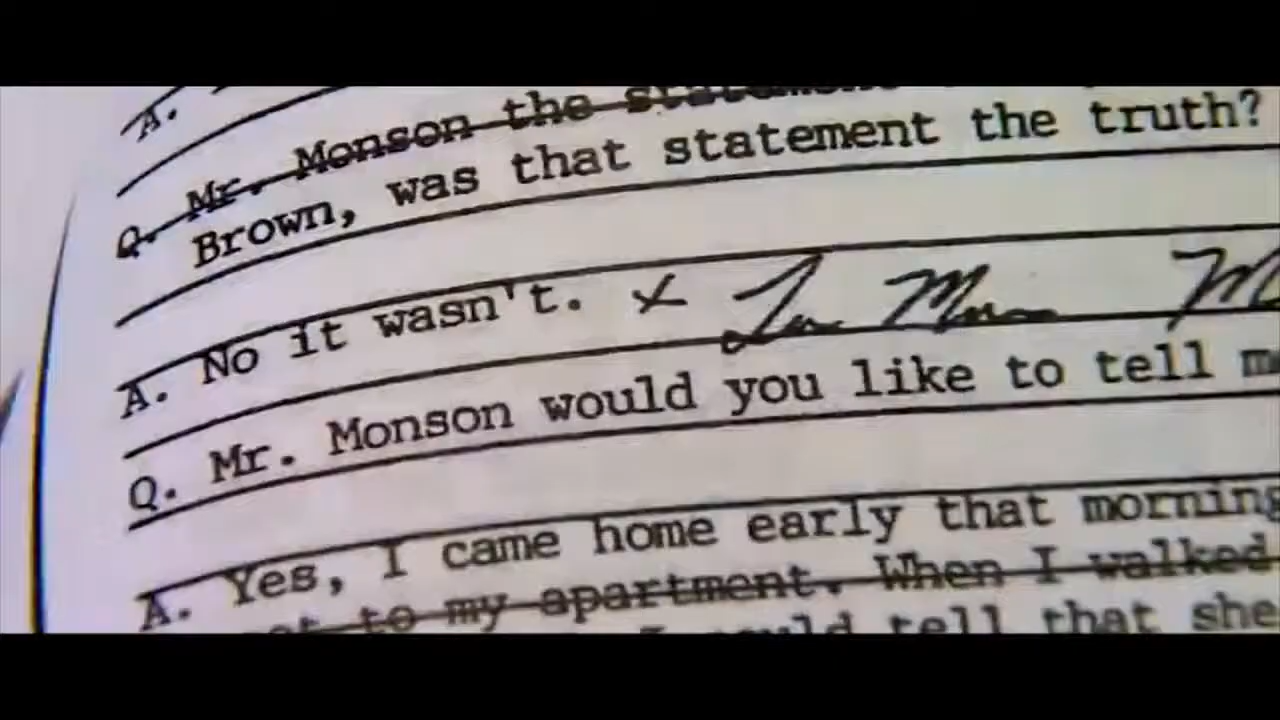 A.
Q. Mr. Monson the statement
Brown, was that statement the truth?
A. No it wasn't. x
Q. Mr. Monson would you like to tell
A. Yes, I came home early that morning
to my apartment. When I walked
tell that she